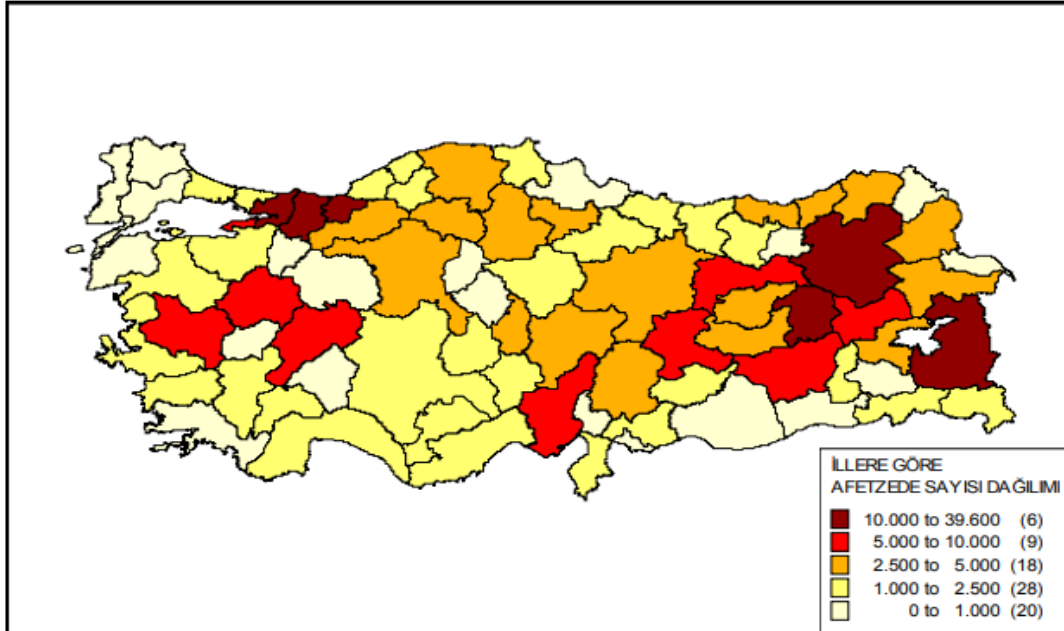 İLLERE GÖRE
AFETZEDE SAYISI DAĞILIMI
10.000 to 39.600 (6)
5.000 to 10.000 (9)
2.500 to 5.000 (18)
1.000 to 2.500 (28)
0 to 1.000 (20)